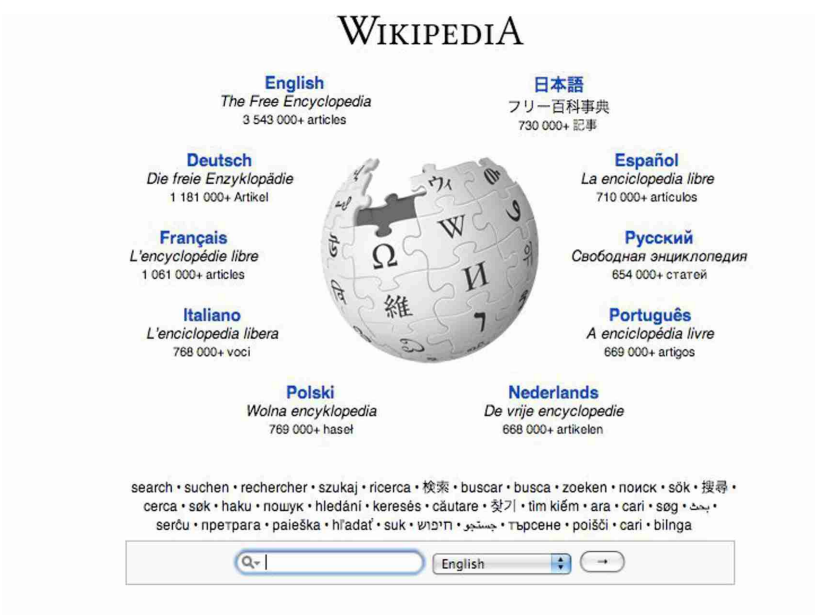 WIKIPEDIA
English
The Free Encyclopedia
3 543 000+ articles
日本語
フリー百科事典
730 000+ 記事
Deutsch
Die freie Enzyklopädie
1 181 000+ Artikel
Español
La enciclopedia libre
710 000+ artículos
Français
L'encyclopédie libre
1 061 000+ articles
Русский
Свободная энциклопедия
654 000+ статей
Italiano
L'enciclopedia libera
768 000+ voci
Português
A enciclopédia livre
669 000+ artigos
Polski
Wolna encyklopedia
769 000+ haseł
Nederlands
De vrije encyclopedie
668 000+ artikelen
Ω W И 維 ウィ 7
search • suchen • rechercher • szukaj • ricerca • 検索 • buscar • busca • zoeken • поиск • sök • 搜尋 •
cerca • søk • haku • пошук • hledání • keresés • căutare • 찾기 • tìm kiếm • ara • cari • søg • بحث •
serĉu • претрага • paieška • hľadať • suk • חיפוש • جستجو • търсене • poišči • cari • bilnga
English
→